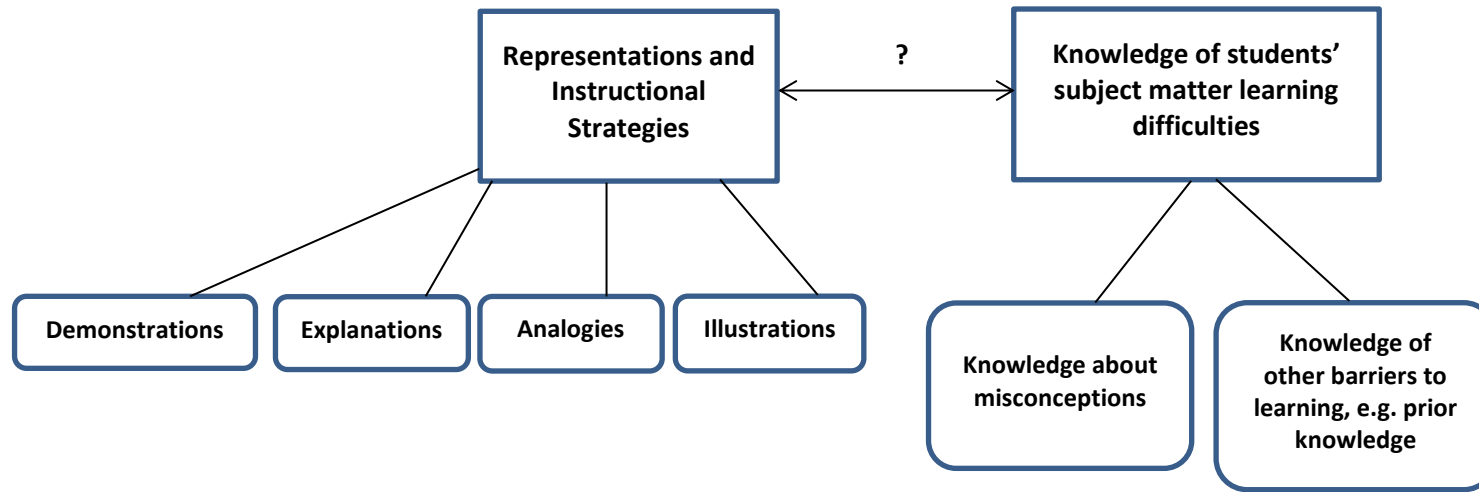 Representations and
Instructional
Strategies
?
Knowledge of students’
subject matter learning
difficulties
Demonstrations
Explanations
Analogies
Illustrations
Knowledge about
misconceptions
Knowledge of
other barriers to
learning, e.g. prior
knowledge